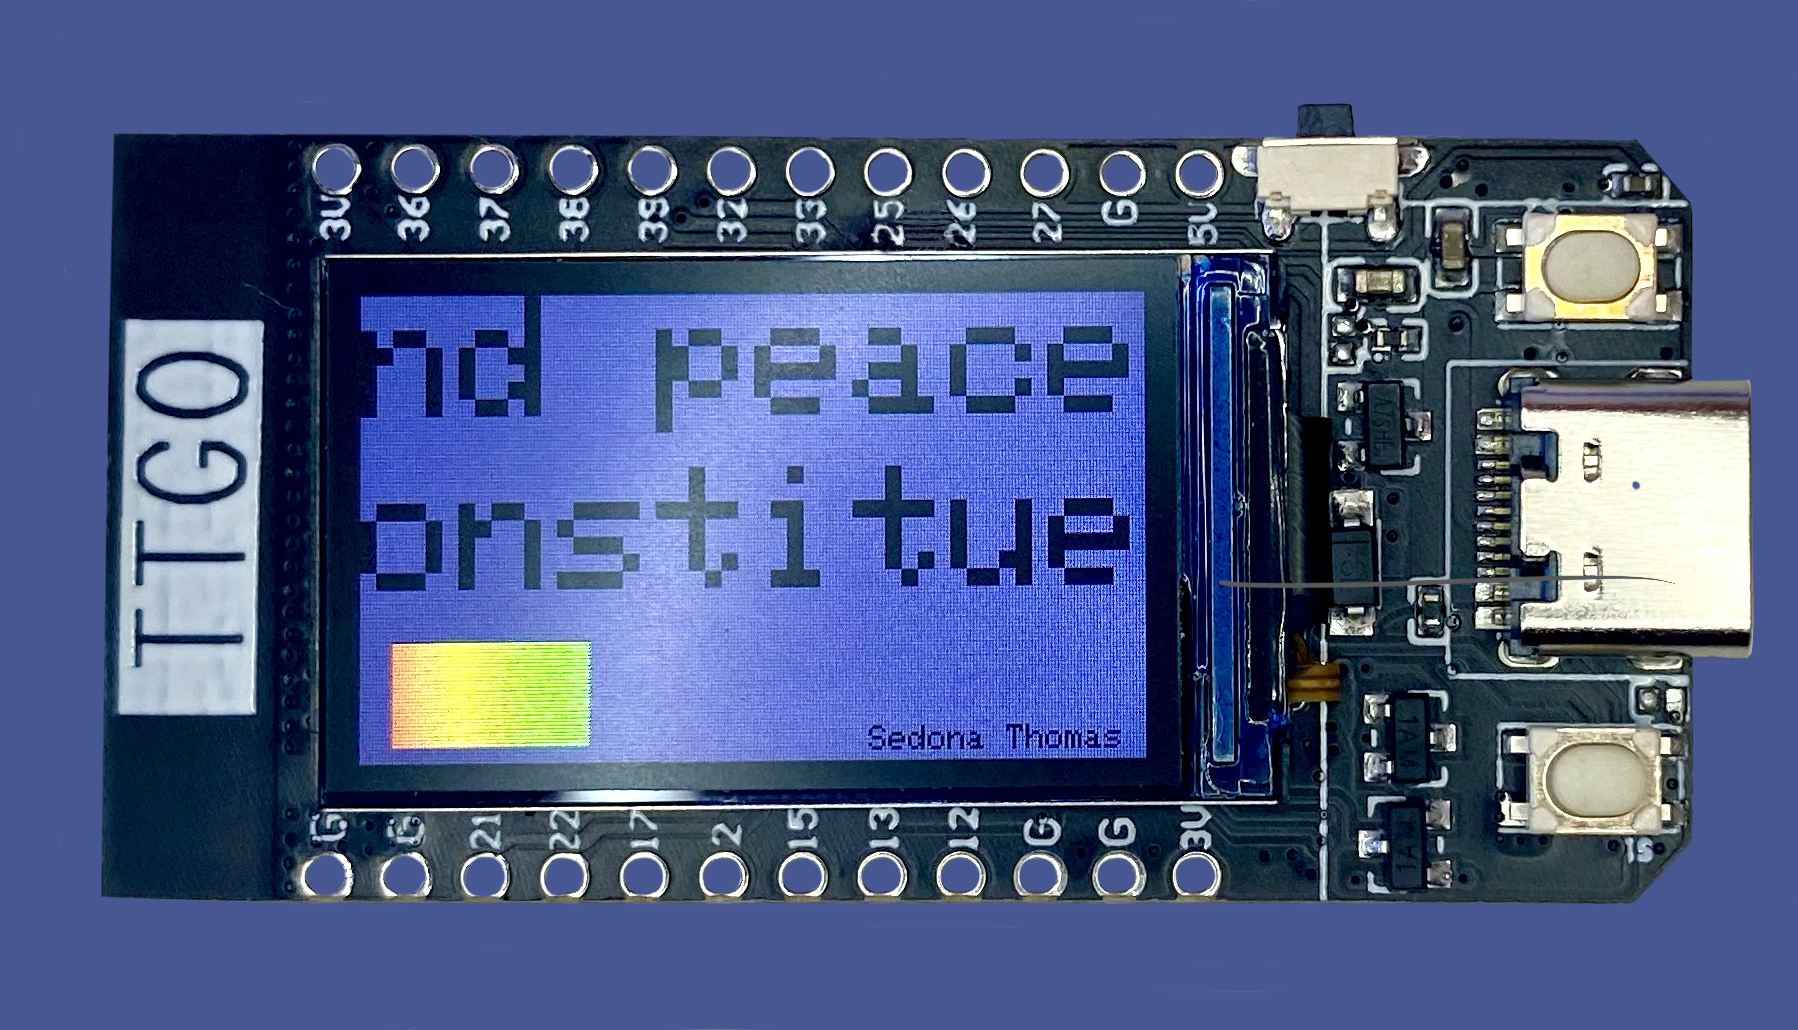 3V 36 37 38 39 32 33 25 26 27 G 5V
TTGO
nd peace
onstitue
Sedona Thomas
G G 21 22 17 2 15 13 12 G G 3V